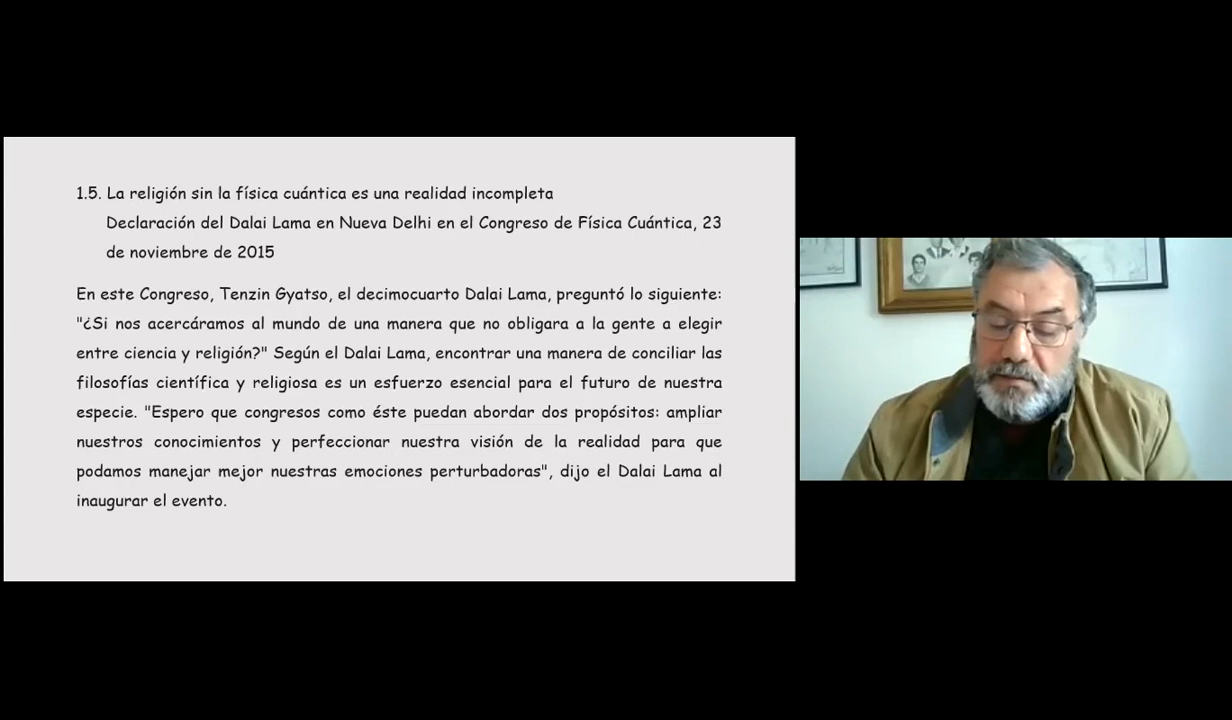 1.5. La religión sin la física cuántica es una realidad incompleta
Declaración del Dalai Lama en Nueva Delhi en el Congreso de Física Cuántica, 23
de noviembre de 2015
En este Congreso, Tenzin Gyatso, el decimocuarto Dalai Lama, preguntó lo siguiente:
"¿Si nos acercáramos al mundo de una manera que no obligara a la gente a elegir
entre ciencia y religión?" Según el Dalai Lama, encontrar una manera de conciliar las
filosofías científica y religiosa es un esfuerzo esencial para el futuro de nuestra
especie. "Espero que congresos como éste puedan abordar dos propósitos: ampliar
nuestros conocimientos y perfeccionar nuestra visión de la realidad para que
podamos manejar mejor nuestras emociones perturbadoras", dijo el Dalai Lama al
inaugurar el evento.